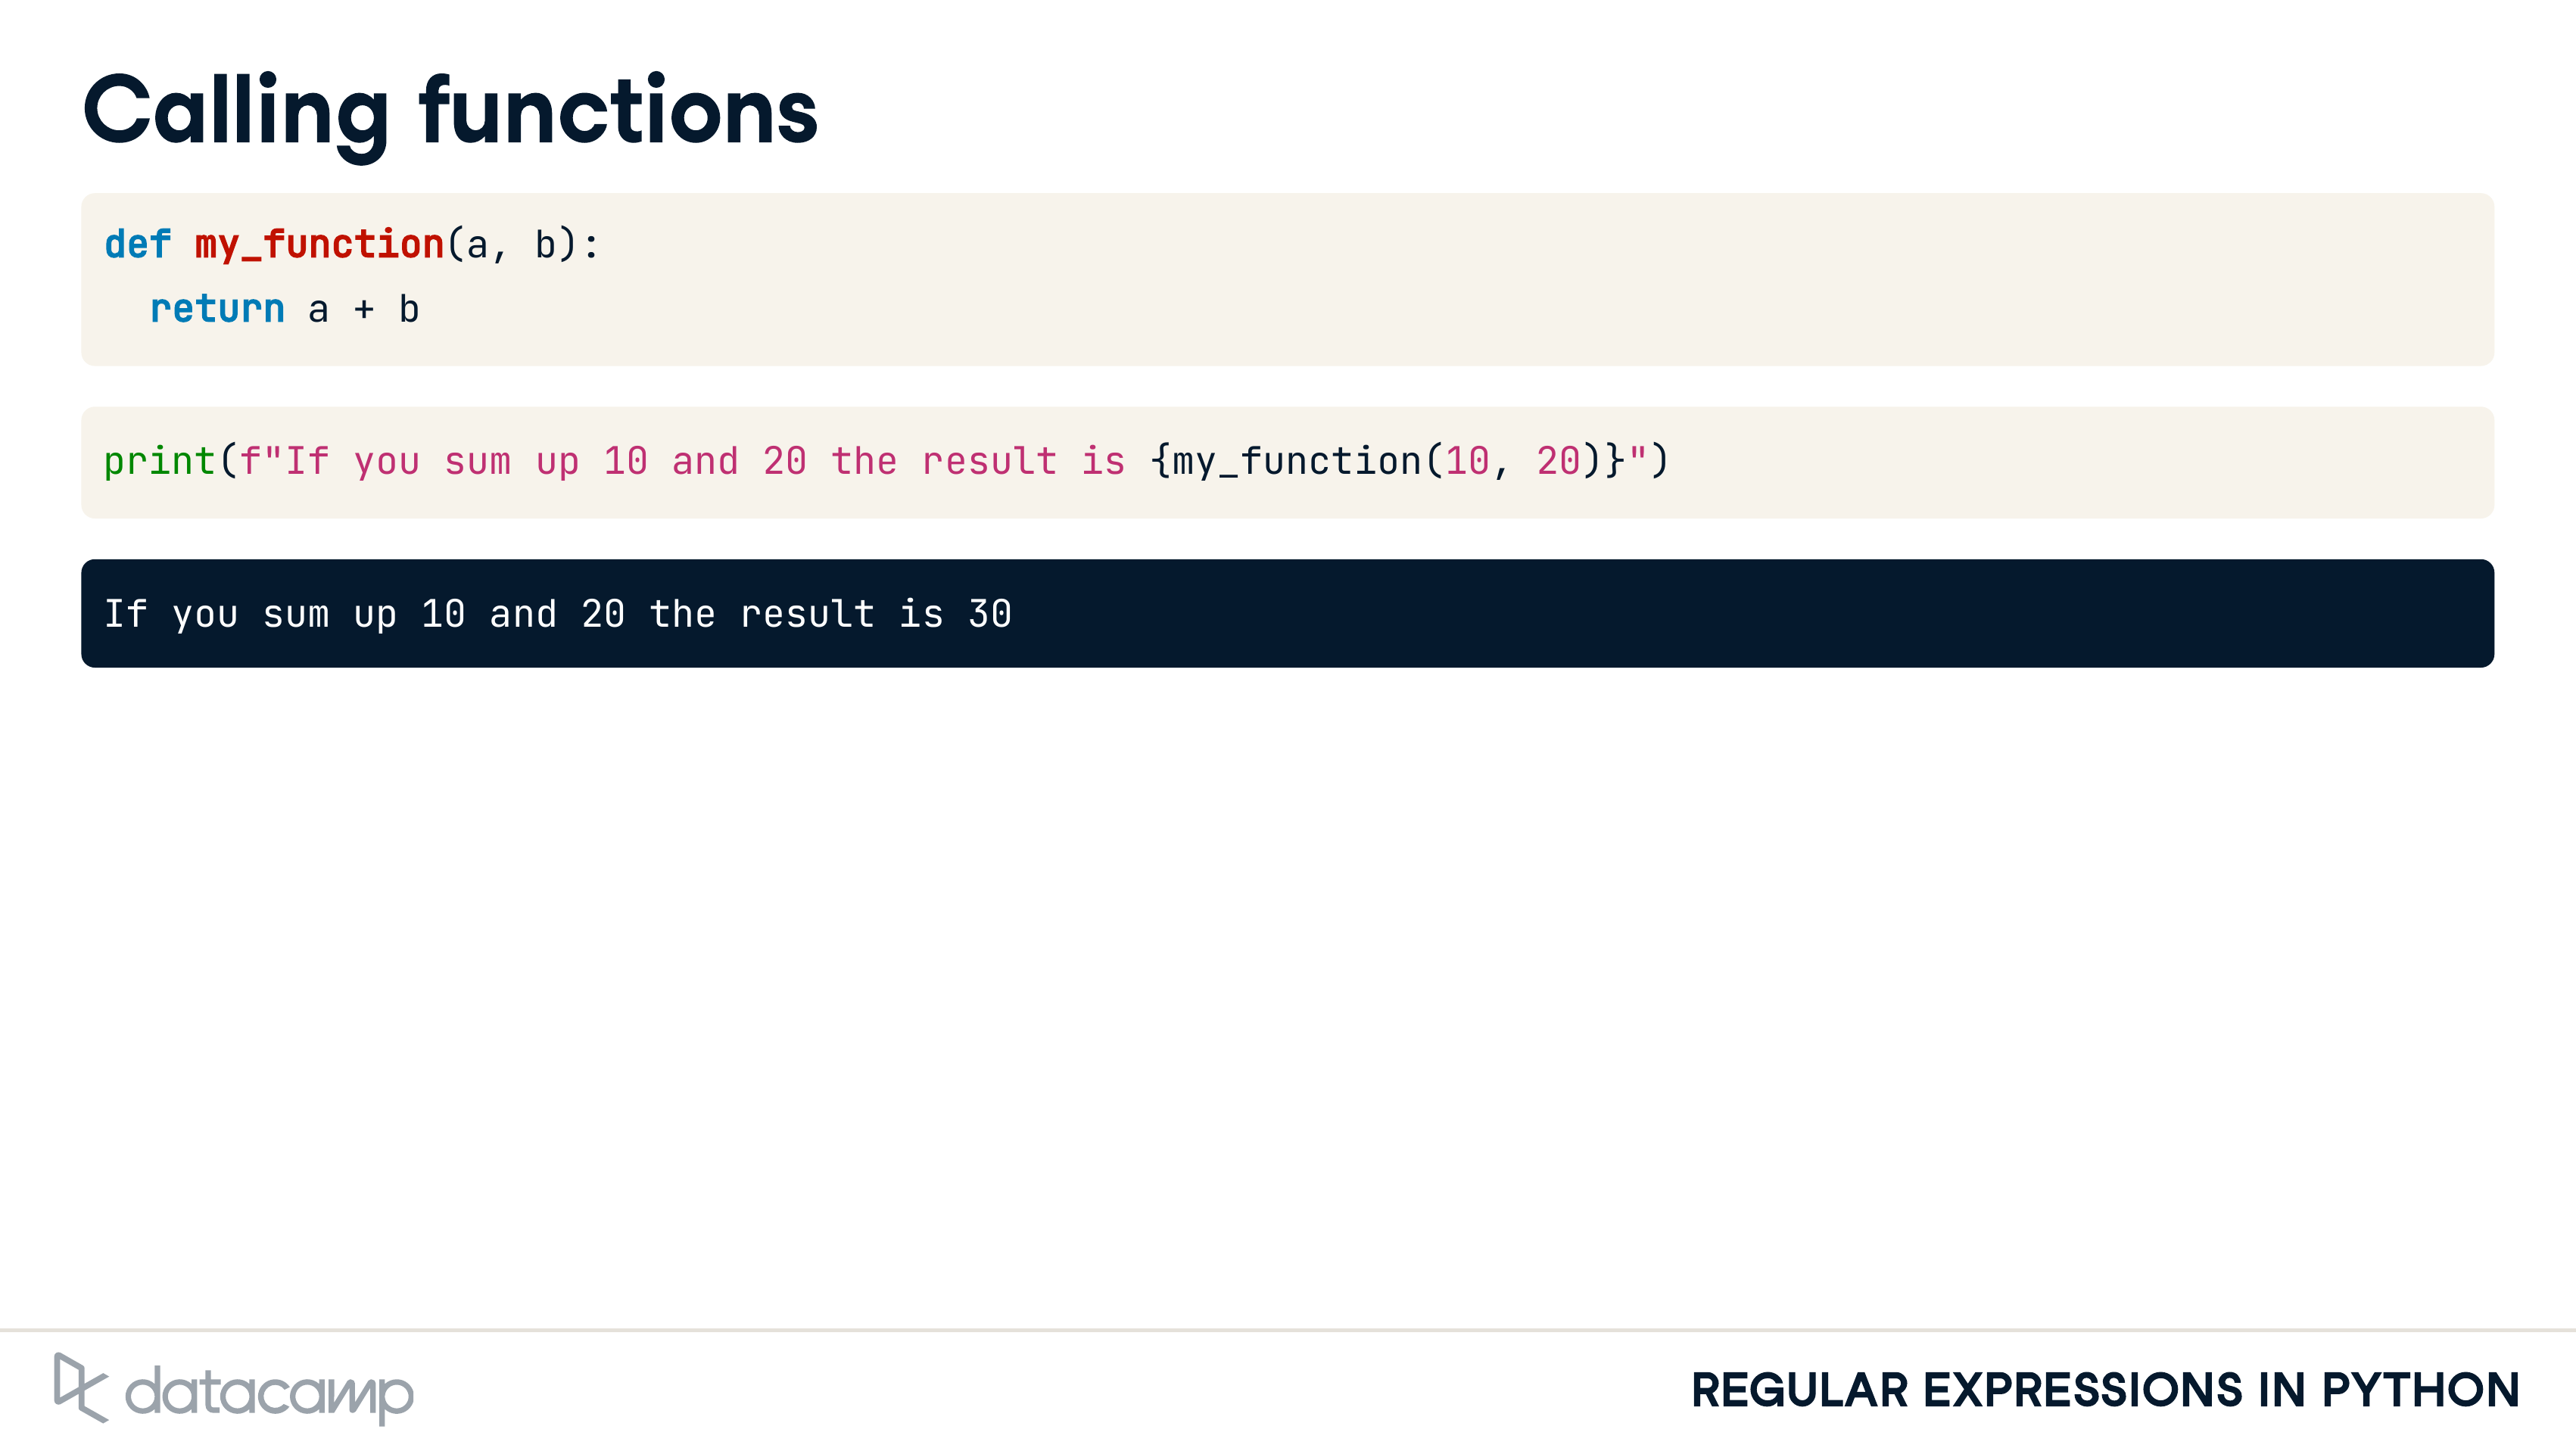 Calling functions
def my_function(a, b):
  return a + b
print(f"If you sum up 10 and 20 the result is {my_function(10, 20)}")
If you sum up 10 and 20 the result is 30
datacamp
REGULAR EXPRESSIONS IN PYTHON